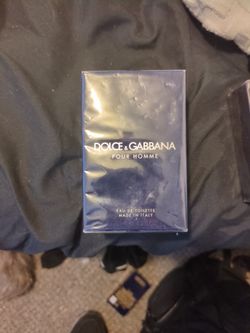 DOLCE & GABBANA
POUR HOMME
EAU DE TOILETTE
MADE IN ITALY